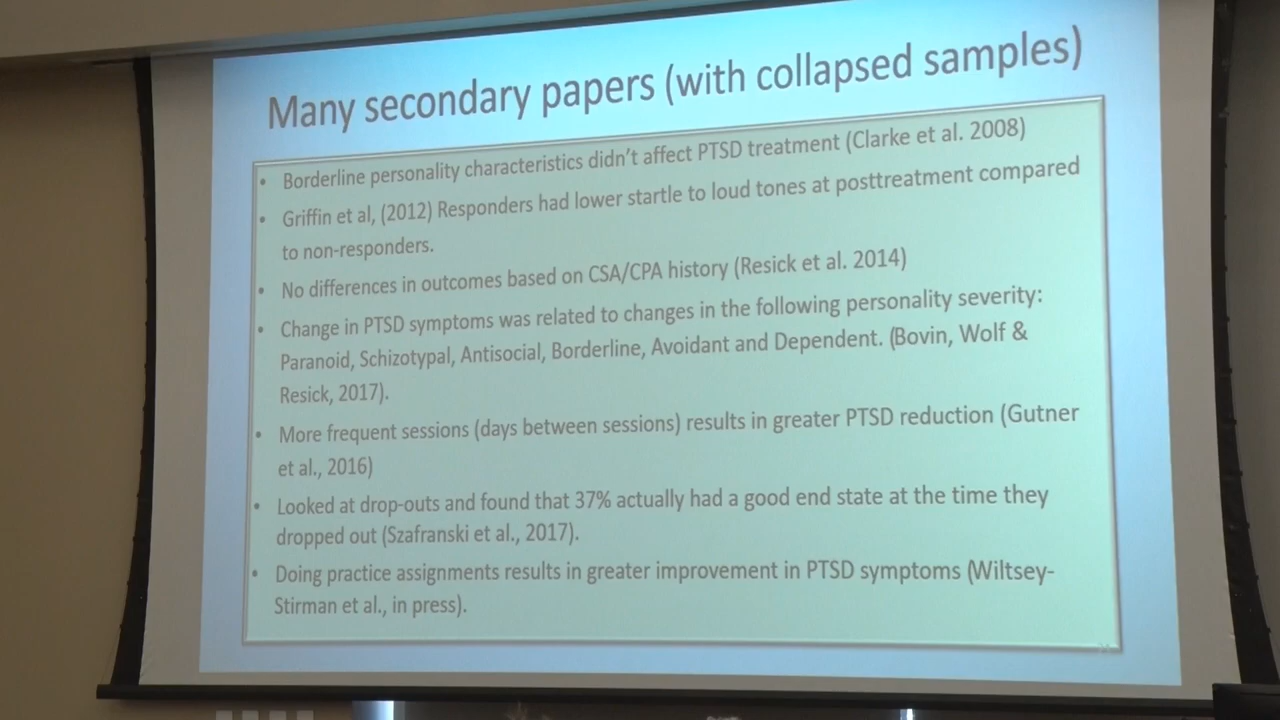 Many secondary papers (with collapsed samples)
• Borderline personality characteristics didn't affect PTSD treatment (Clarke et al. 2008)
• Griffin et al, (2012) Responders had lower startle to loud tones at posttreatment compared
to non-responders.
• No differences in outcomes based on CSA/CPA history (Resick et al. 2014)
• Change in PTSD symptoms was related to changes in the following personality severity:
Paranoid, Schizotypal, Antisocial, Borderline, Avoidant and Dependent. (Bovin, Wolf &
Resick, 2017).
• More frequent sessions (days between sessions) results in greater PTSD reduction (Gutner
et al., 2016)
• Looked at drop-outs and found that 37% actually had a good end state at the time they
dropped out (Szafranski et al., 2017).
• Doing practice assignments results in greater improvement in PTSD symptoms (Wiltsey-
Stirman et al., in press).